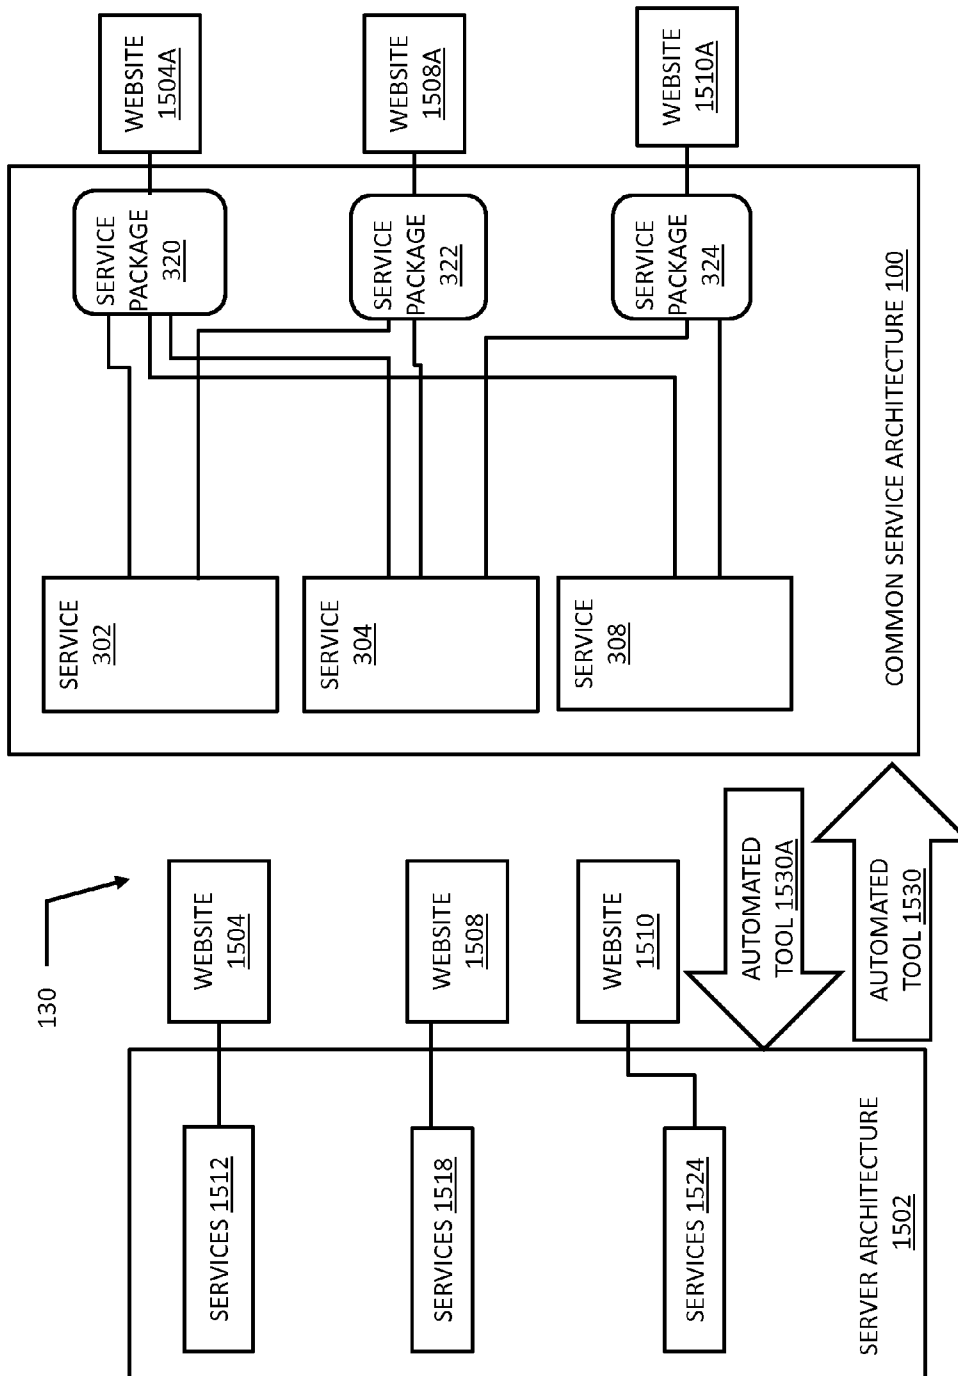 130
SERVICES 1512
WEBSITE
1504
SERVICES 1518
WEBSITE
1508
SERVICES 1524
WEBSITE
1510
SERVER ARCHITECTURE
1502
AUTOMATED
TOOL 1530A
AUTOMATED
TOOL 1530
SERVICE
302
SERVICE
304
SERVICE
308
SERVICE
PACKAGE
320
SERVICE
PACKAGE
322
SERVICE
PACKAGE
324
WEBSITE
1504A
WEBSITE
1508A
WEBSITE
1510A
COMMON SERVICE ARCHITECTURE 100